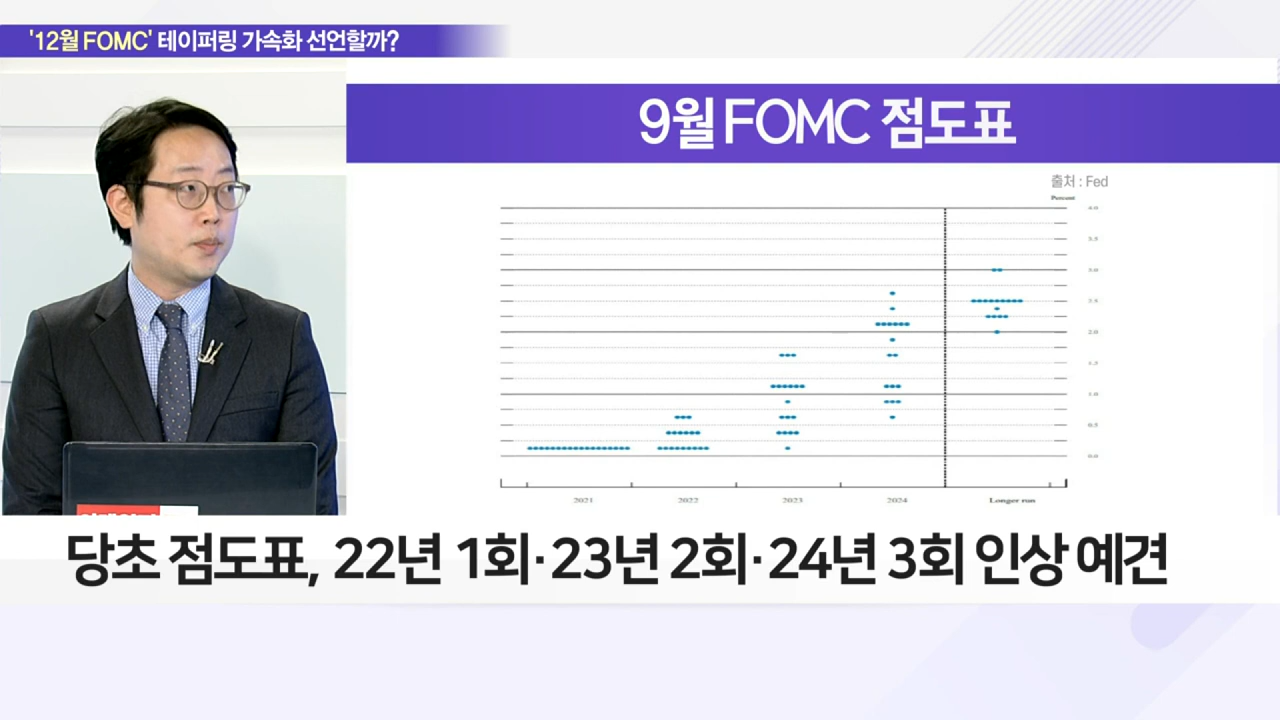 '12월 FOMC' 테이퍼링 가속화 선언할까?
9월 FOMC 점도표
출처 : Fed
Percent
4.0
3.5
3.0
2.5
2.0
1.5
1.0
0.5
0.0
2021 2022 2023 2024 Longer run
당초 점도표, 22년 1회·23년 2회·24년 3회 인상 예견